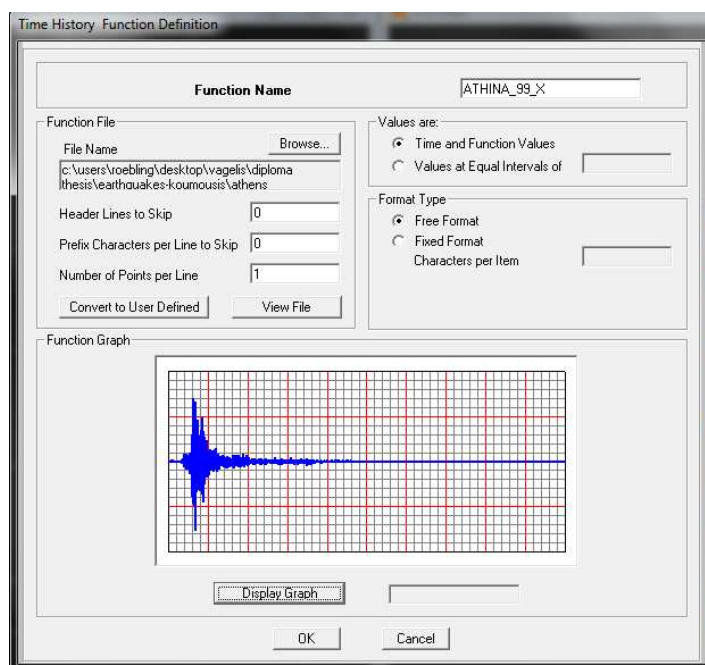 Time History Function Definition
Function Name
ATHINA_99_X
Function File
File Name
Browse...
c:\users\roebling\desktop\vagelis\diploma
thesis\earthquakes-koumousis\athens
Header Lines to Skip
0
Prefix Characters per Line to Skip
0
Number of Points per Line
1
Convert to User Defined
View File
Values are:
Time and Function Values
Values at Equal Intervals of
Format Type
Free Format
Fixed Format
Characters per Item
Function Graph
Display Graph
OK
Cancel